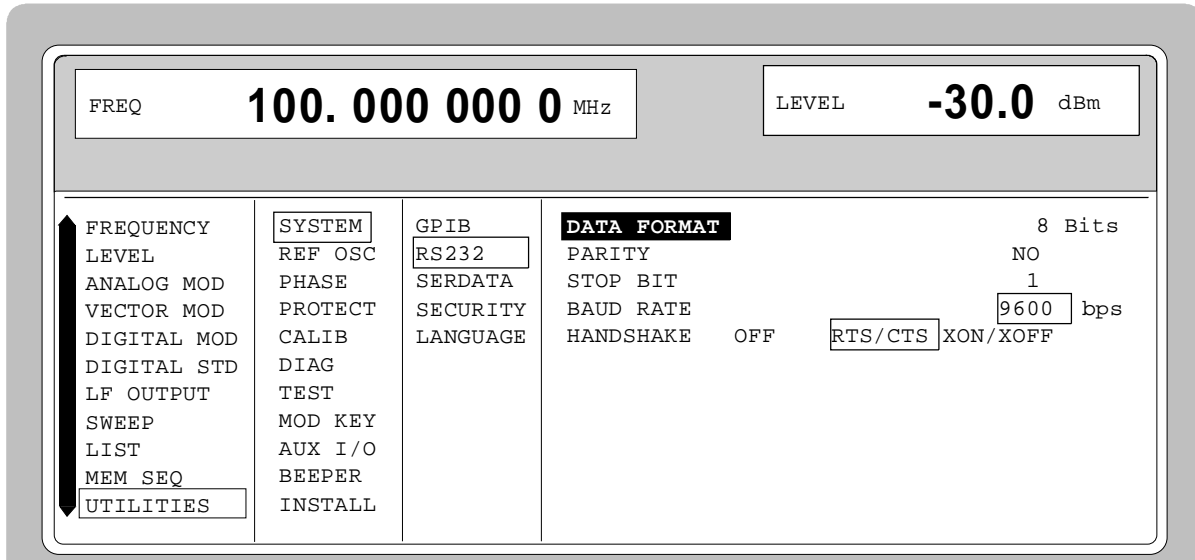 FREQ 100. 000 000 0 MHz LEVEL -30.0 dBm
FREQUENCY SYSTEM GPIB DATA FORMAT 8 Bits
LEVEL REF OSC RS232 PARITY NO
ANALOG MOD PHASE SERDATA STOP BIT 1
VECTOR MOD PROTECT SECURITY BAUD RATE 9600 bps
DIGITAL MOD CALIB LANGUAGE HANDSHAKE OFF RTS/CTS XON/XOFF
DIGITAL STD DIAG
LF OUTPUT TEST
SWEEP MOD KEY
LIST AUX I/O
MEM SEQ BEEPER
UTILITIES INSTALL